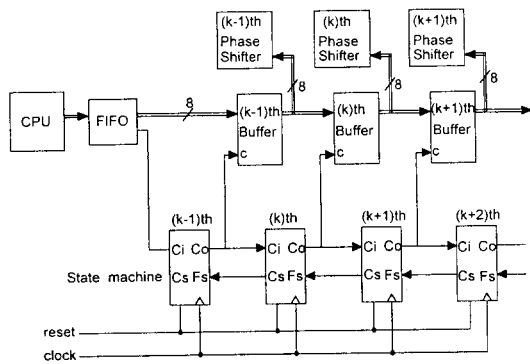 (k-1)th
Phase
Shifter
(k)th
Phase
Shifter
(k+1)th
Phase
Shifter
8
8
8
CPU
FIFO
8
(k-1)th
Buffer
c
(k)th
Buffer
c
(k+1)th
Buffer
c
(k-1)th
(k)th
(k+1)th
(k+2)th
Ci Co
Cs Fs
Ci Co
Cs Fs
Ci Co
Cs Fs
Ci Co
Cs Fs
State machine
reset
clock